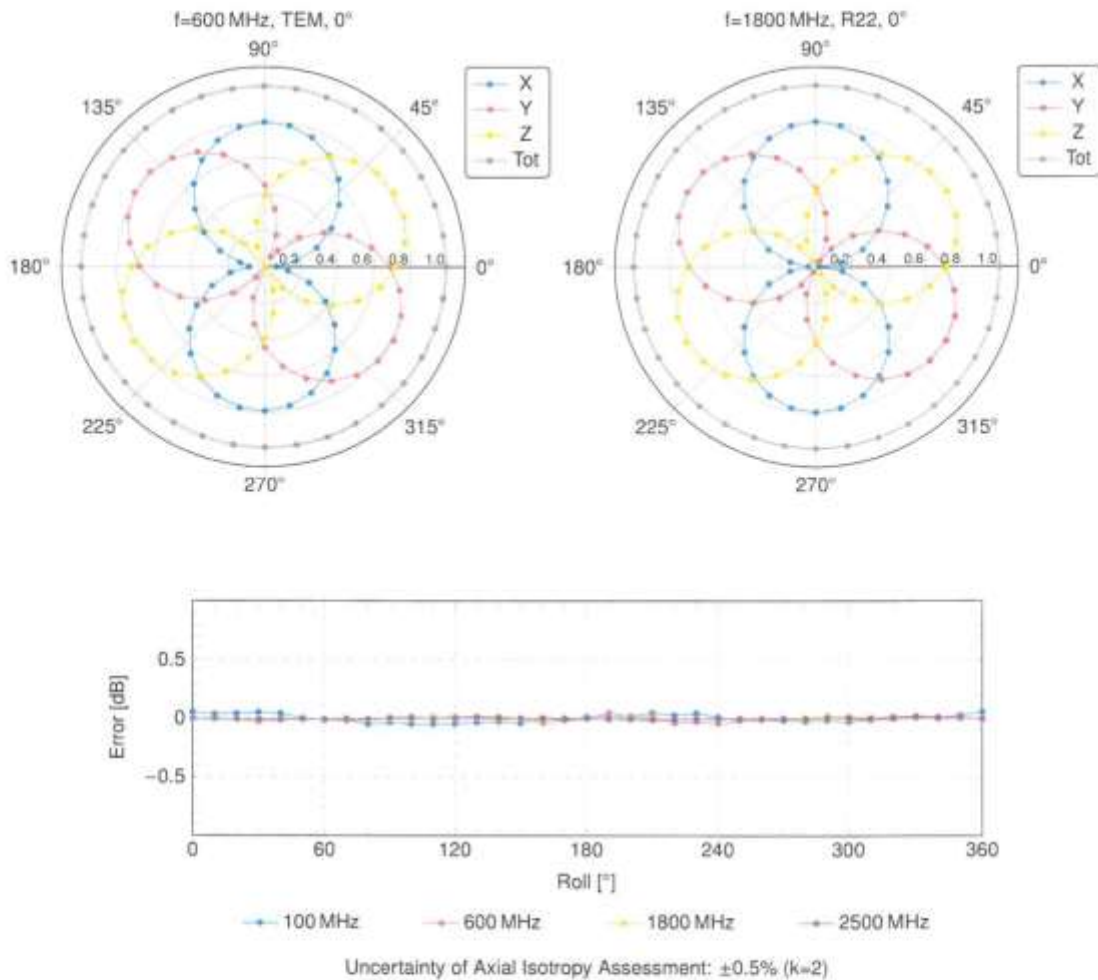 f=600 MHz, TEM, 0°
90°
135°
45°
X
Y
Z
Tot
180°
0.2 0.4 0.6 0.8 1.0
0°
225°
315°
270°
f=1800 MHz, R22, 0°
90°
135°
45°
X
Y
Z
Tot
180°
0.2 0.4 0.6 0.8 1.0
0°
225°
315°
270°
Error [dB]
0.5
0
−0.5
0 60 120 180 240 300 360
Roll [°]
100 MHz 600 MHz 1800 MHz 2500 MHz
Uncertainty of Axial Isotropy Assessment: ±0.5% (k=2)